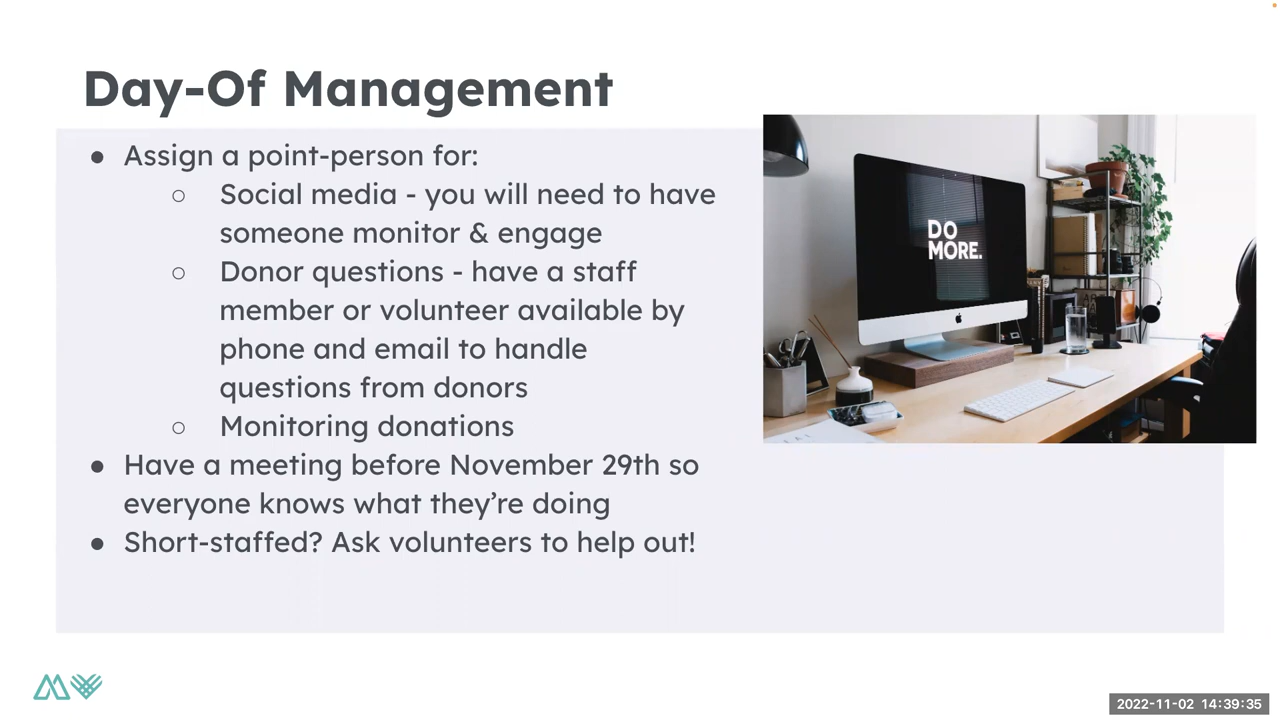 Day-Of Management
● Assign a point-person for:
○ Social media - you will need to have
someone monitor & engage
○ Donor questions - have a staff
member or volunteer available by
phone and email to handle
questions from donors
○ Monitoring donations
● Have a meeting before November 29th so
everyone knows what they’re doing
● Short-staffed? Ask volunteers to help out!
DO
MORE.
2022-11-02 14:39:35